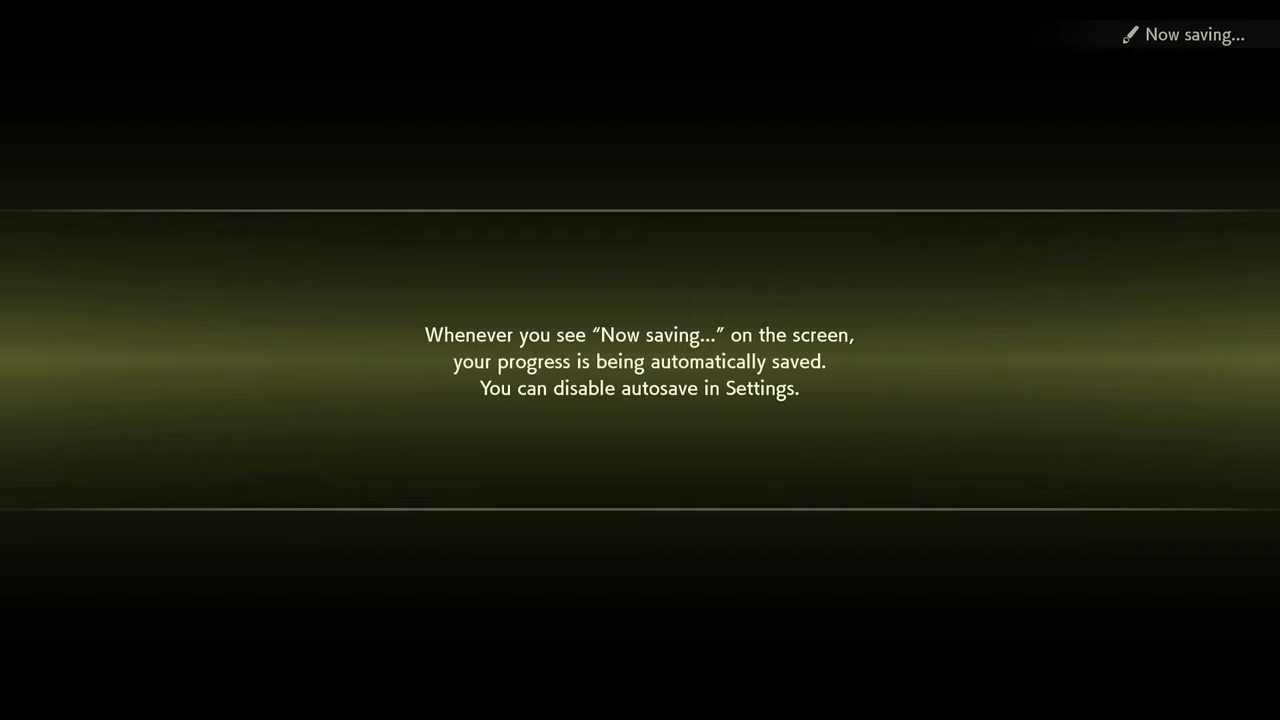 Now saving...
Whenever you see “Now saving...” on the screen,
your progress is being automatically saved.
You can disable autosave in Settings.